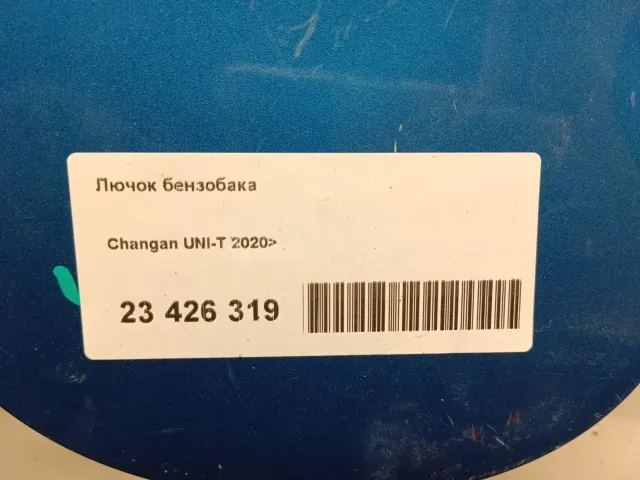 Лючок бензобака
Changan UNI-T 2020>
23 426 319